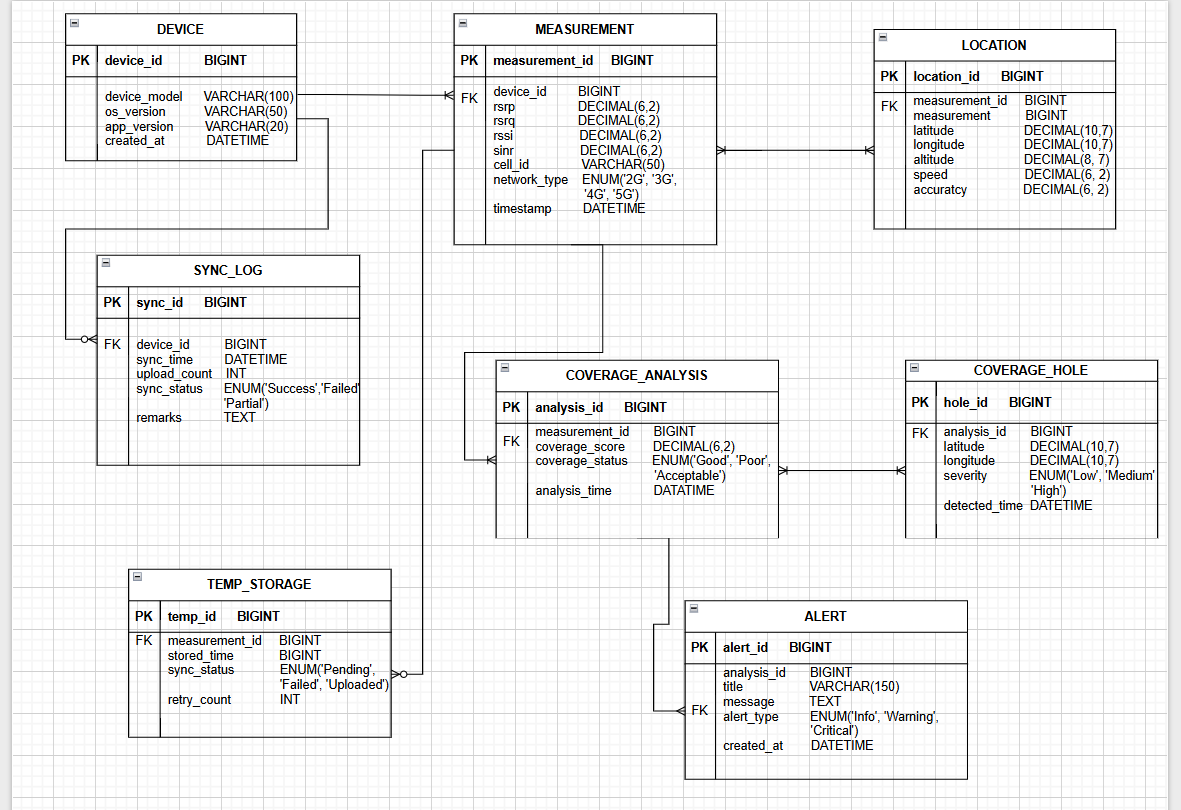 DEVICE
PK device_id BIGINT
device_model VARCHAR(100)
os_version VARCHAR(50)
app_version VARCHAR(20)
created_at DATETIME
MEASUREMENT
PK measurement_id BIGINT
FK
device_id BIGINT
rsrp DECIMAL(6,2)
rsrq DECIMAL(6,2)
rssi DECIMAL(6,2)
sinr DECIMAL(6,2)
cell_id VARCHAR(50)
network_type ENUM('2G', '3G',
'4G', '5G')
timestamp DATETIME
LOCATION
PK location_id BIGINT
FK
measurement_id BIGINT
measurement BIGINT
latitude DECIMAL(10,7)
longitude DECIMAL(10,7)
altitude DECIMAL(8, 7)
speed DECIMAL(6, 2)
accuratcy DECIMAL(6, 2)
SYNC_LOG
PK sync_id BIGINT
FK device_id BIGINT
sync_time DATETIME
upload_count INT
sync_status ENUM('Success','Failed'
'Partial')
remarks TEXT
COVERAGE_ANALYSIS
PK analysis_id BIGINT
FK
measurement_id BIGINT
coverage_score DECIMAL(6,2)
coverage_status ENUM('Good', 'Poor',
'Acceptable')
analysis_time DATATIME
COVERAGE_HOLE
PK hole_id BIGINT
FK analysis_id BIGINT
latitude DECIMAL(10,7)
longitude DECIMAL(10,7)
severity ENUM('Low', 'Medium'
'High')
detected_time DATETIME
TEMP_STORAGE
PK temp_id BIGINT
FK measurement_id BIGINT
stored_time BIGINT
sync_status ENUM('Pending',
'Failed', 'Uploaded')
retry_count INT
ALERT
PK alert_id BIGINT
analysis_id BIGINT
title VARCHAR(150)
message TEXT
FK
alert_type ENUM('Info', 'Warning',
'Critical')
created_at DATETIME